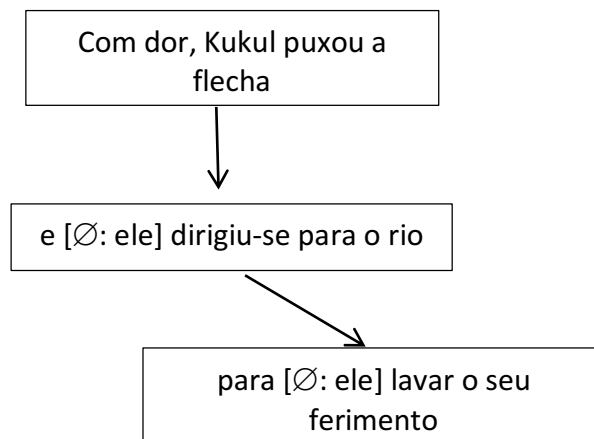 Com dor, Kukul puxou a
flecha
e [∅: ele] dirigiu-se para o rio
para [∅: ele] lavar o seu
ferimento